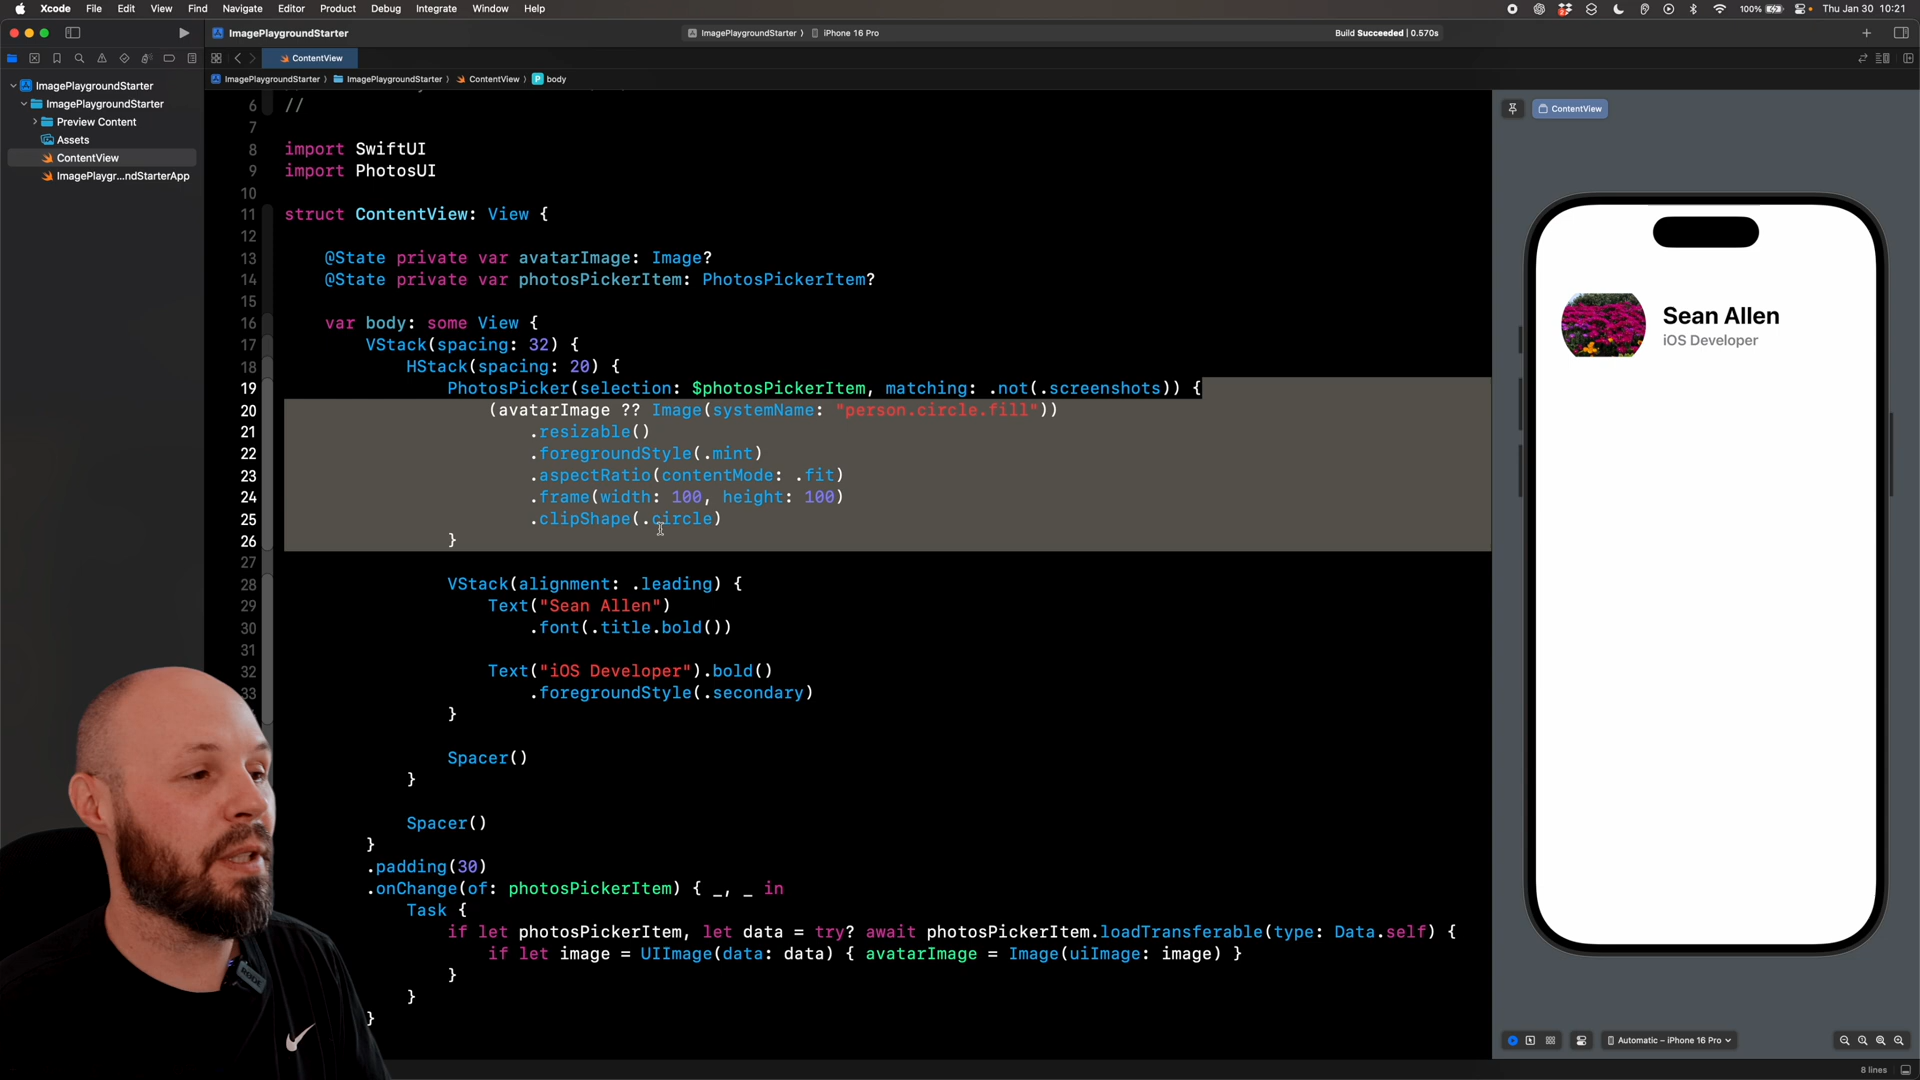 Xcode File Edit View Find Navigate Editor Product Debug Integrate Window Help
100% Thu Jan 30 10:21
ImagePlaygroundStarter
ImagePlaygroundStarter 〉 iPhone 16 Pro
Build Succeeded | 0.570s
ContentView
ImagePlaygroundStarter 〉 ImagePlaygroundStarter 〉 ContentView 〉 P body
ImagePlaygroundStarter
ImagePlaygroundStarter
Preview Content
Assets
ContentView
ImagePlaygr...ndStarterApp
6 //
7
8 import SwiftUI
9 import PhotosUI
10
11 struct ContentView: View {
12
13 @State private var avatarImage: Image?
14 @State private var photosPickerItem: PhotosPickerItem?
15
16 var body: some View {
17 VStack(spacing: 32) {
18 HStack(spacing: 20) {
19 PhotosPicker(selection: $photosPickerItem, matching: .not(.screenshots)) {
20 (avatarImage ?? Image(systemName: "person.circle.fill"))
21 .resizable()
22 .foregroundStyle(.mint)
23 .aspectRatio(contentMode: .fit)
24 .frame(width: 100, height: 100)
25 .clipShape(.circle)
26 }
27
28 VStack(alignment: .leading) {
29 Text("Sean Allen")
30 .font(.title.bold())
31
32 Text("iOS Developer").bold()
33 .foregroundStyle(.secondary)
}
Spacer()
}
Spacer()
}
.padding(30)
.onChange(of: photosPickerItem) { _, _ in
Task {
if let photosPickerItem, let data = try? await photosPickerItem.loadTransferable(type: Data.self) {
if let image = UIImage(data: data) { avatarImage = Image(uiImage: image) }
}
}
}
ContentView
Sean Allen
iOS Developer
Automatic – iPhone 16 Pro
8 lines